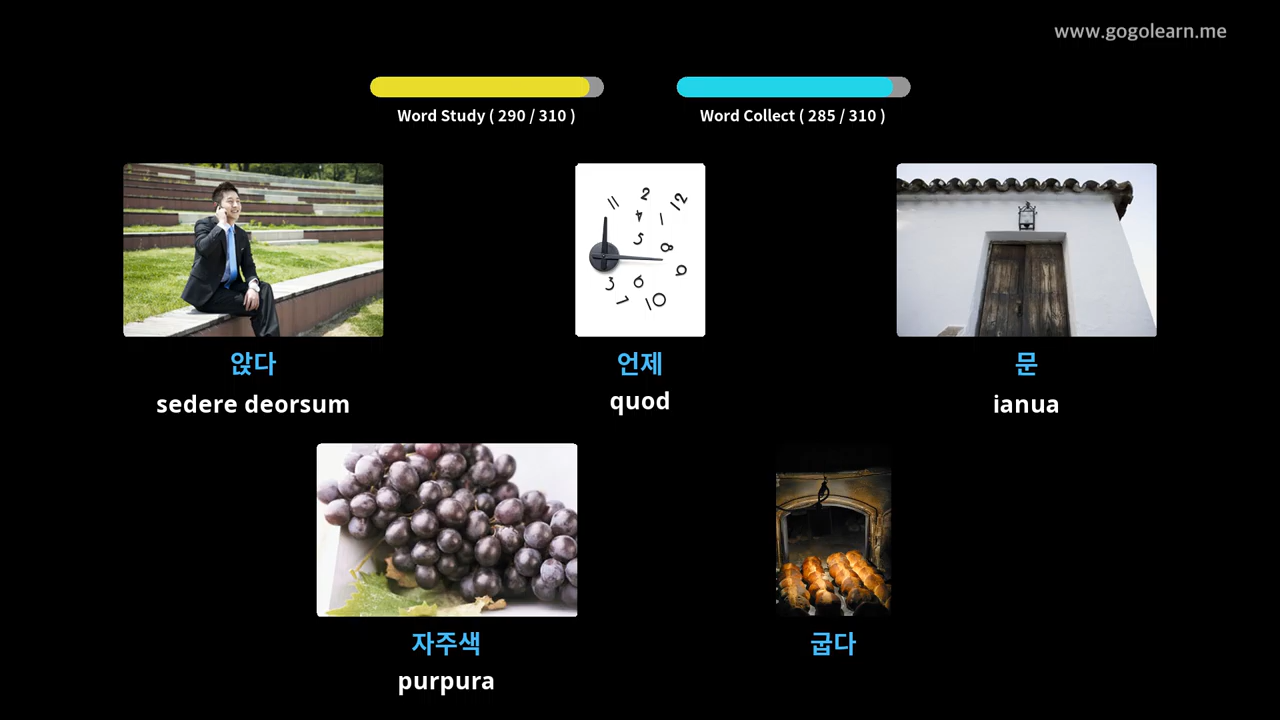 www.gogolearn.me
Word Study ( 290 / 310 )
Word Collect ( 285 / 310 )
앉다
sedere deorsum
언제
quod
문
ianua
자주색
purpura
굽다